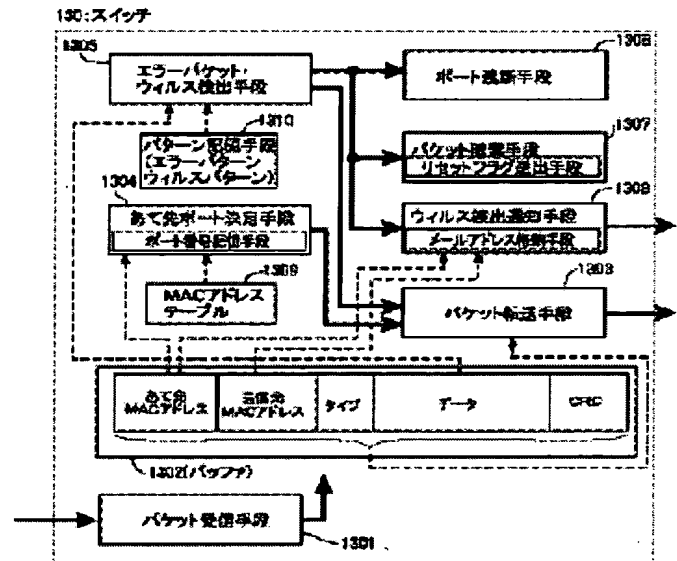 130:スイッチ
1305
エラーパケット・
ウィルス検出手段
1306
ポート遮断手段
1310
パターン記憶手段
(エラーパターン
ウィルスパターン)
1307
パケット廃棄手段
リセットフラグ送出手段
1304
あて先ポート決定手段
ポート番号記憶手段
1308
ウィルス検出通知手段
メールアドレス格納手段
1309
MACアドレス
テーブル
1303
パケット転送手段
あて先
MACアドレス
送信先
MACアドレス
タイプ
データ
CRC
1302(バッファ)
パケット受信手段
1301